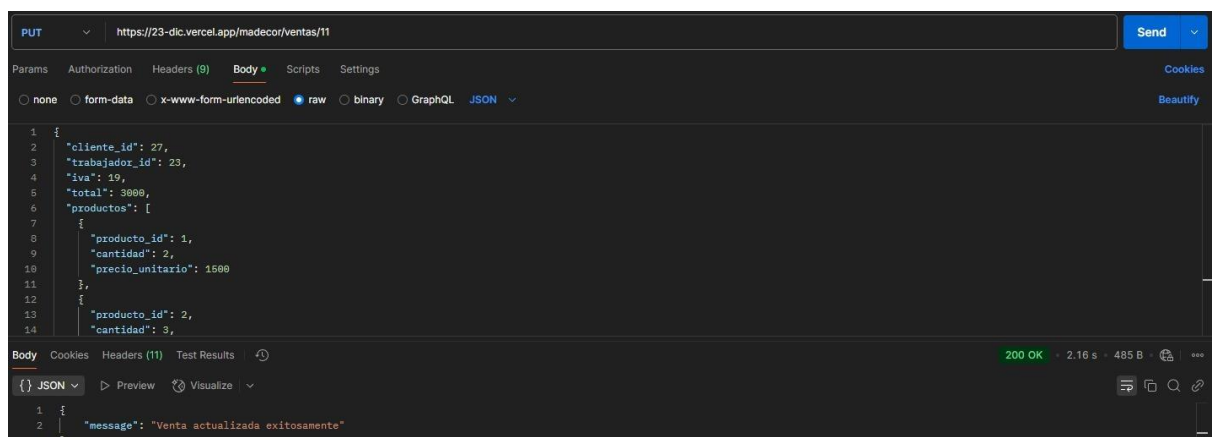 PUT https://23-dic.vercel.app/madecor/ventas/11 Send
Params Authorization Headers (9) Body Scripts Settings Cookies
none form-data x-www-form-urlencoded raw binary GraphQL JSON Beautify
1 {
2 "cliente_id": 27,
3 "trabajador_id": 23,
4 "iva": 19,
5 "total": 3000,
6 "productos": [
7 {
8 "producto_id": 1,
9 "cantidad": 2,
10 "precio_unitario": 1500
11 },
12 {
13 "producto_id": 2,
14 "cantidad": 3,
Body Cookies Headers (11) Test Results 200 OK 2.16 s 485 B
{} JSON Preview Visualize
1 {
2 "message": "Venta actualizada exitosamente"